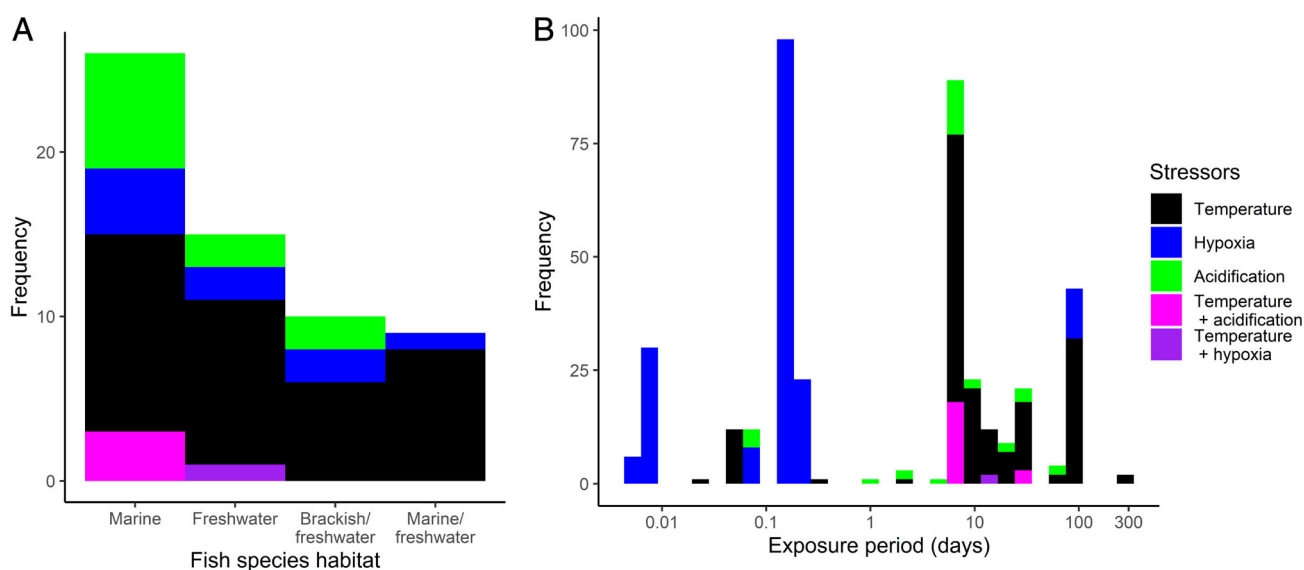 A
Frequency
20
10
0
Marine
Freshwater
Brackish/
freshwater
Marine/
freshwater
Fish species habitat
B
Frequency
100
75
50
25
0
0.01
0.1
1
10
100
300
Exposure period (days)
Stressors
Temperature
Hypoxia
Acidification
Temperature
+ acidification
Temperature
+ hypoxia